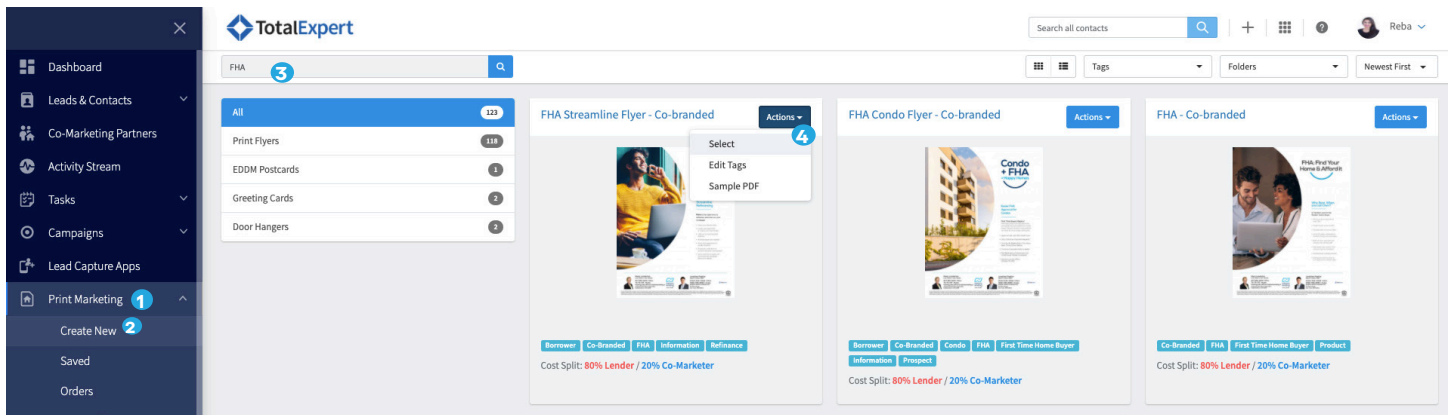 TotalExpert
Search all contacts
Reba
Dashboard
Leads & Contacts
Co-Marketing Partners
Activity Stream
Tasks
Campaigns
Lead Capture Apps
Print Marketing 1
Create New 2
Saved
Orders
FHA 3
Tags
Folders
Newest First
All 123
Print Flyers 118
EDDM Postcards 1
Greeting Cards 2
Door Hangers 2
FHA Streamline Flyer - Co-branded
Actions
4
Select
Edit Tags
Sample PDF
Borrower Co-Branded FHA Information Refinance
Cost Split: 80% Lender / 20% Co-Marketer
FHA Condo Flyer - Co-branded
Actions
Condo
+ FHA
Borrower Co-Branded Condo FHA First Time Home Buyer
Information Prospect
Cost Split: 80% Lender / 20% Co-Marketer
FHA - Co-branded
Actions
FHA: Find Your
Home & Afford It
Co-Branded FHA First Time Home Buyer Product
Cost Split: 80% Lender / 20% Co-Marketer